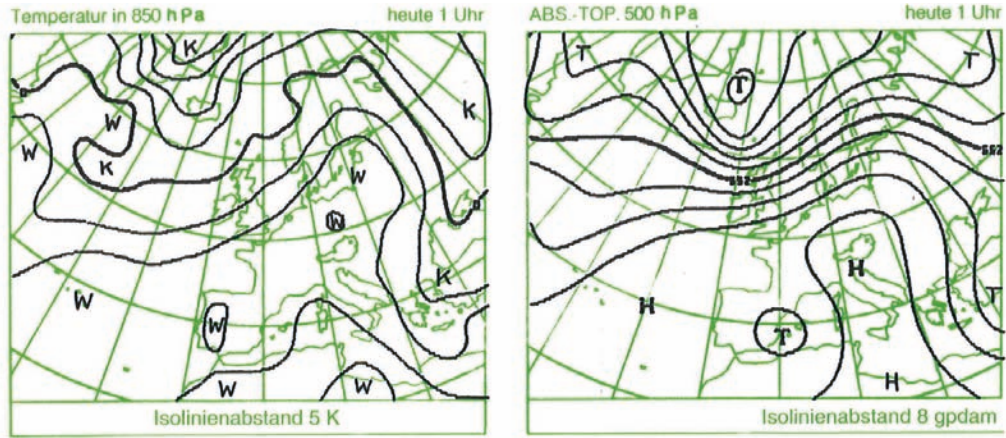 Temperatur in 850 hPa heute 1 Uhr
K
K
W
W
K
W
W
K
W
W
K
W
W
Isolinienabstand 5 K
ABS.-TOP. 500 hPa heute 1 Uhr
T
T
T
552
552
H
H
T
T
H
Isolinienabstand 8 gpdam